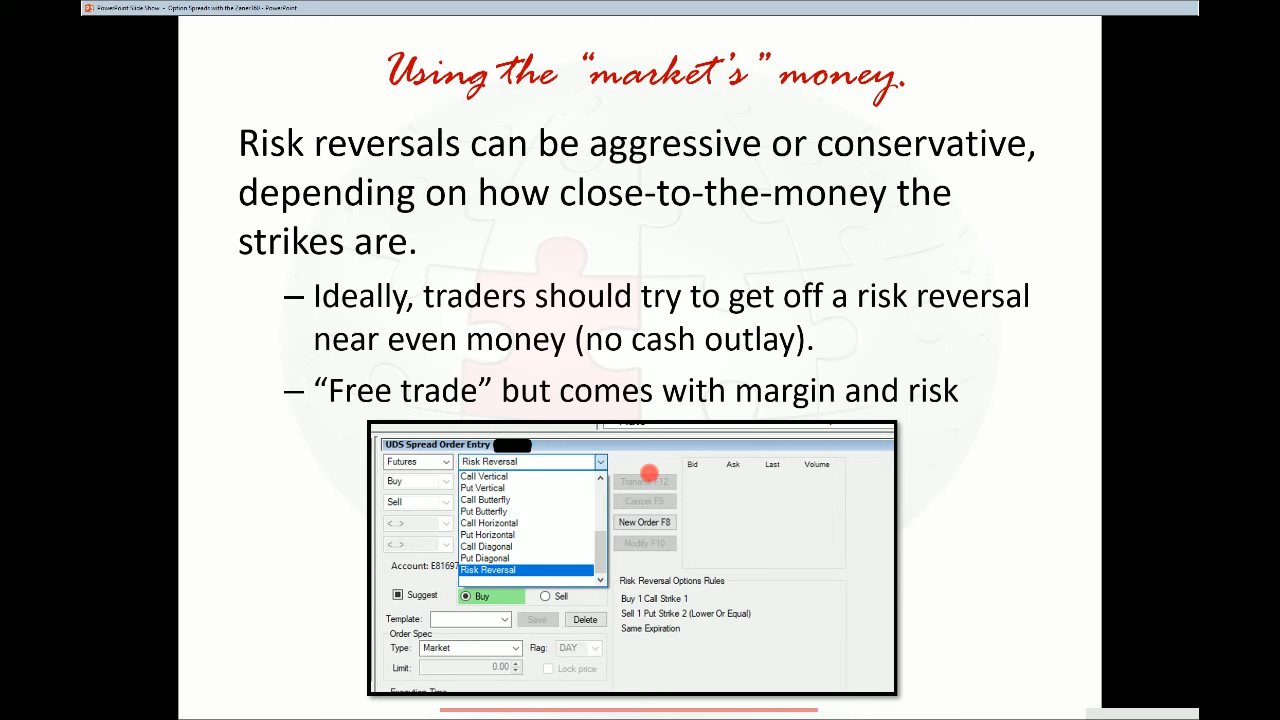 PowerPoint Slide Show - Option Spreads with the Zaner360 - PowerPoint
Using the “market’s” money.
Risk reversals can be aggressive or conservative,
depending on how close-to-the-money the
strikes are.
– Ideally, traders should try to get off a risk reversal
near even money (no cash outlay).
– “Free trade” but comes with margin and risk
UDS Spread Order Entry
Futures
Risk Reversal
Bid Ask Last Volume
Buy
Call Vertical
Put Vertical
Transmit F12
Sell
Call Butterfly
Put Butterfly
Cancel F9
<...>
Call Horizontal
Put Horizontal
New Order F8
<...>
Call Diagonal
Put Diagonal
Modify F10
Account: E81697
Risk Reversal
Risk Reversal Options Rules
Suggest
Buy
Sell
Buy 1 Call Strike 1
Sell 1 Put Strike 2 (Lower Or Equal)
Same Expiration
Template:
Save
Delete
Order Spec
Type:
Market
Flag:
DAY
Limit:
0.00
Lock price